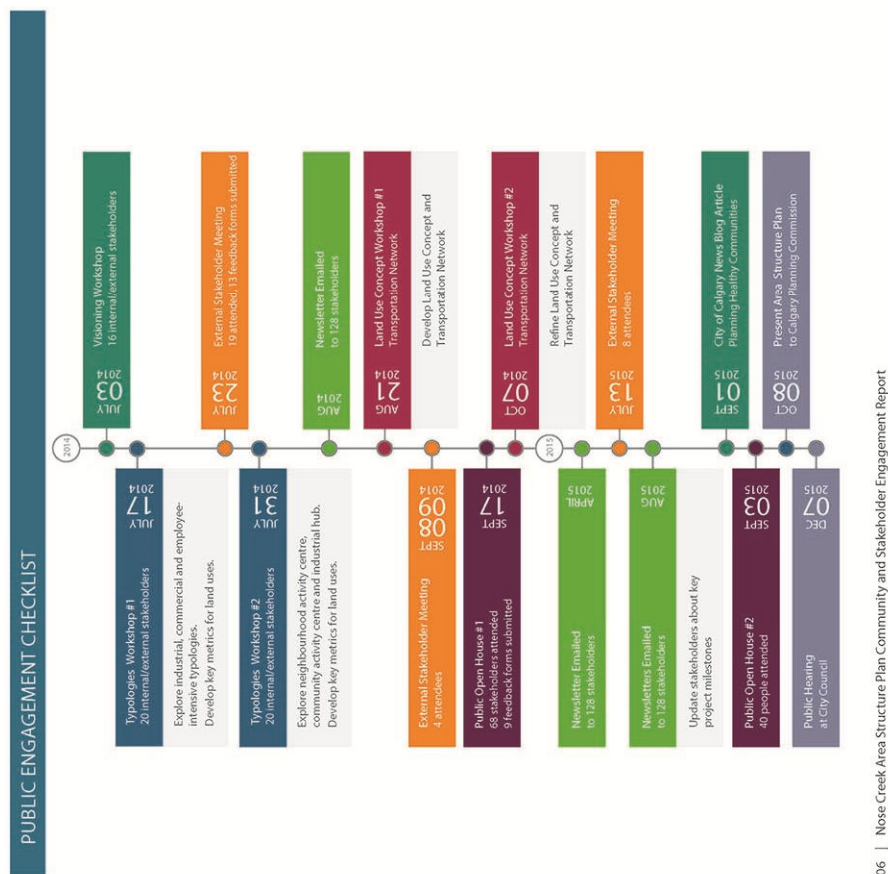 PUBLIC ENGAGEMENT CHECKLIST
2014
JULY
03
2014
Visioning Workshop
16 internal/external stakeholders
Typologies Workshop #1
20 internal/external stakeholders
JULY
17
2014
Explore industrial, commercial and employee-
intensive typologies.
Develop key metrics for land uses.
JULY
23
2014
External Stakeholder Meeting
19 attended, 13 feedback forms submitted
Typologies Workshop #2
20 internal/external stakeholders
JULY
31
2014
Explore neighbourhood activity centre,
community activity centre and industrial hub.
Develop key metrics for land uses.
AUG
2014
Newsletter Emailed
to 128 stakeholders
AUG
21
2014
Land Use Concept Workshop #1
Transportation Network
Develop Land Use Concept and
Transportation Network
External Stakeholder Meeting
4 attendees
SEPT
08
09
2014
Public Open House #1
68 stakeholders attended
9 feedback forms submitted
SEPT
17
2014
OCT
07
2014
Land Use Concept Workshop #2
Transportation Network
Refine Land Use Concept and
Transportation Network
2015
Newsletter Emailed
to 128 stakeholders
APRIL
2015
JULY
13
2015
External Stakeholder Meeting
8 attendees
Newsletters Emailed
to 128 stakeholders
AUG
2015
Update stakeholders about key
project milestones
SEPT
01
2015
City of Calgary News Blog Article
Planning Healthy Communities
Public Open House #2
40 people attended
SEPT
03
2015
OCT
08
2015
Present Area Structure Plan
to Calgary Planning Commission
Public Hearing
at City Council
DEC
07
2015
06 | Nose Creek Area Structure Plan Community and Stakeholder Engagement Report